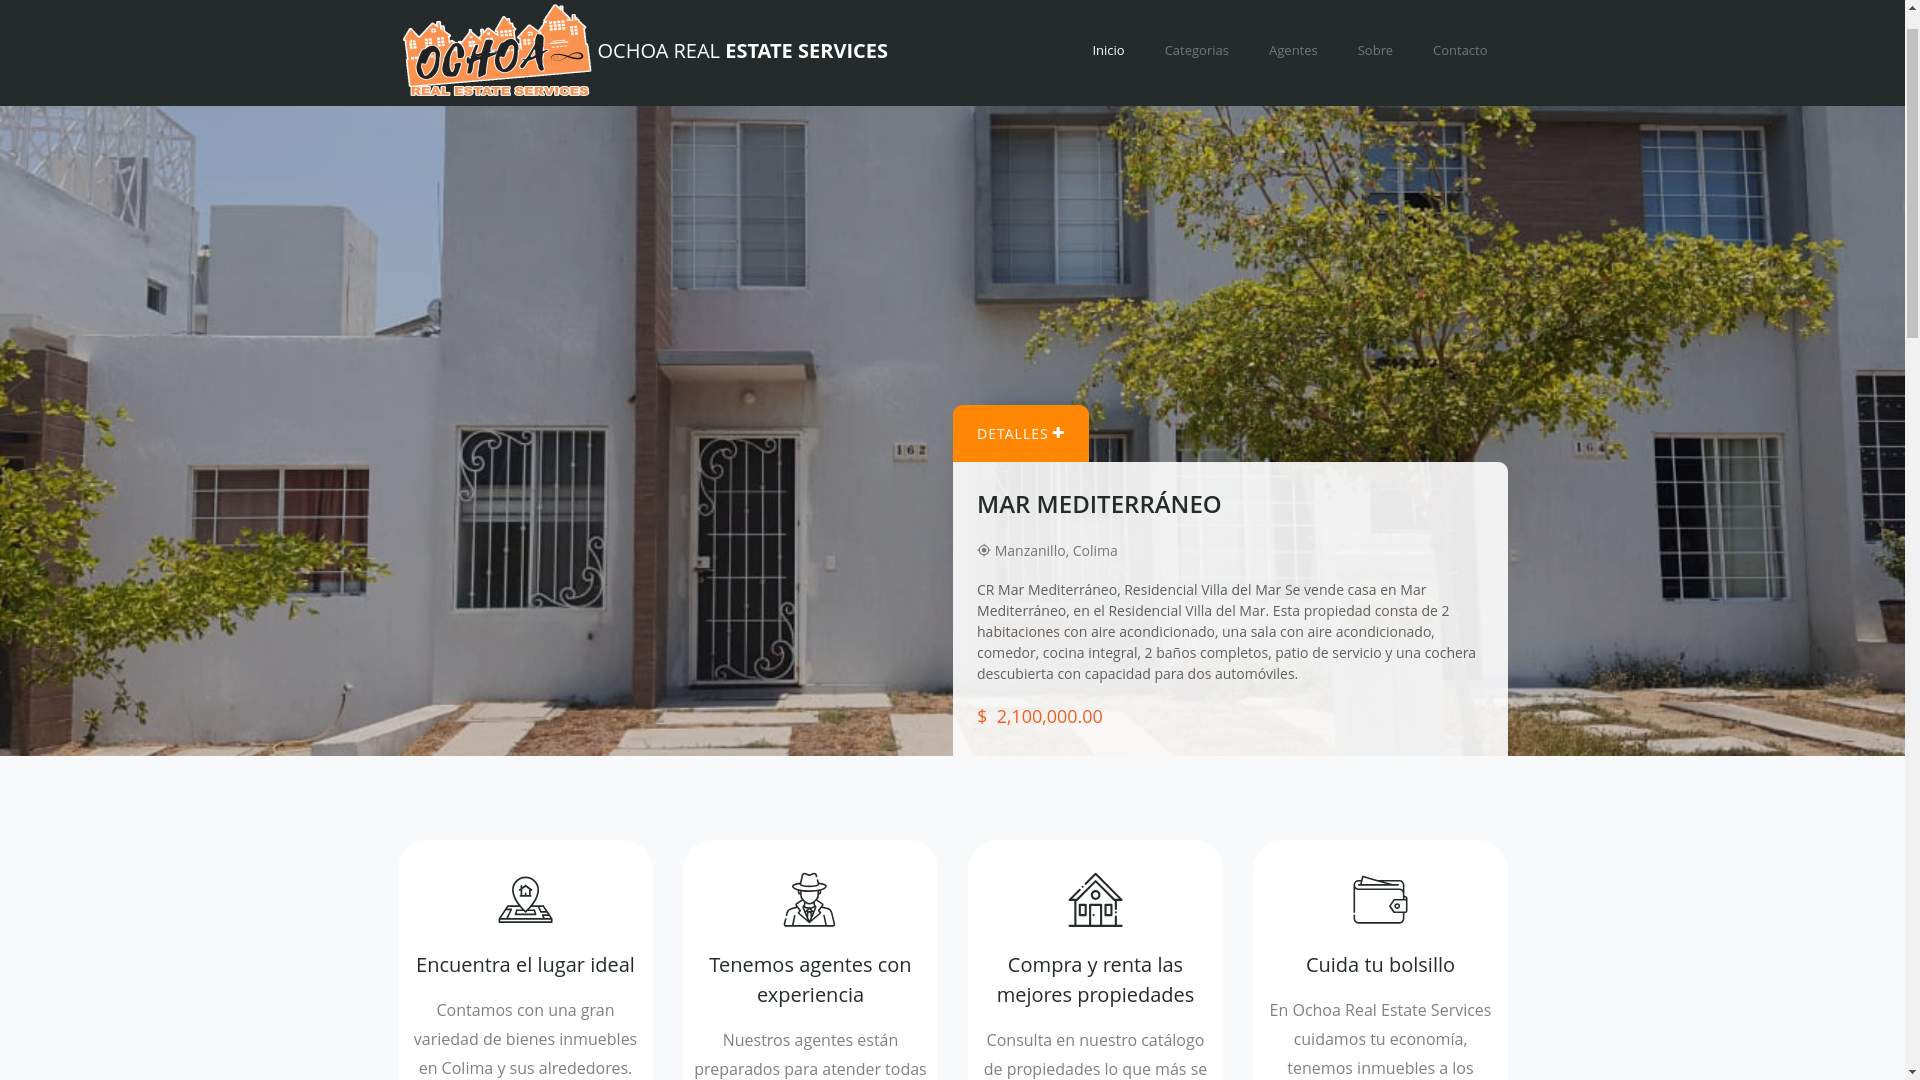 OCHOA
REAL ESTATE SERVICES
OCHOA REAL ESTATE SERVICES
Inicio
Categorias
Agentes
Sobre
Contacto
162
164
DETALLES +
MAR MEDITERRÁNEO
Manzanillo, Colima
CR Mar Mediterráneo, Residencial Villa del Mar Se vende casa en Mar
Mediterráneo, en el Residencial Villa del Mar. Esta propiedad consta de 2
habitaciones con aire acondicionado, una sala con aire acondicionado,
comedor, cocina integral, 2 baños completos, patio de servicio y una cochera
descubierta con capacidad para dos automóviles.
$ 2,100,000.00
Encuentra el lugar ideal
Contamos con una gran
variedad de bienes inmuebles
en Colima y sus alrededores.
Tenemos agentes con
experiencia
Nuestros agentes están
preparados para atender todas
Compra y renta las
mejores propiedades
Consulta en nuestro catálogo
de propiedades lo que más se
Cuida tu bolsillo
En Ochoa Real Estate Services
cuidamos tu economía,
tenemos inmuebles a los